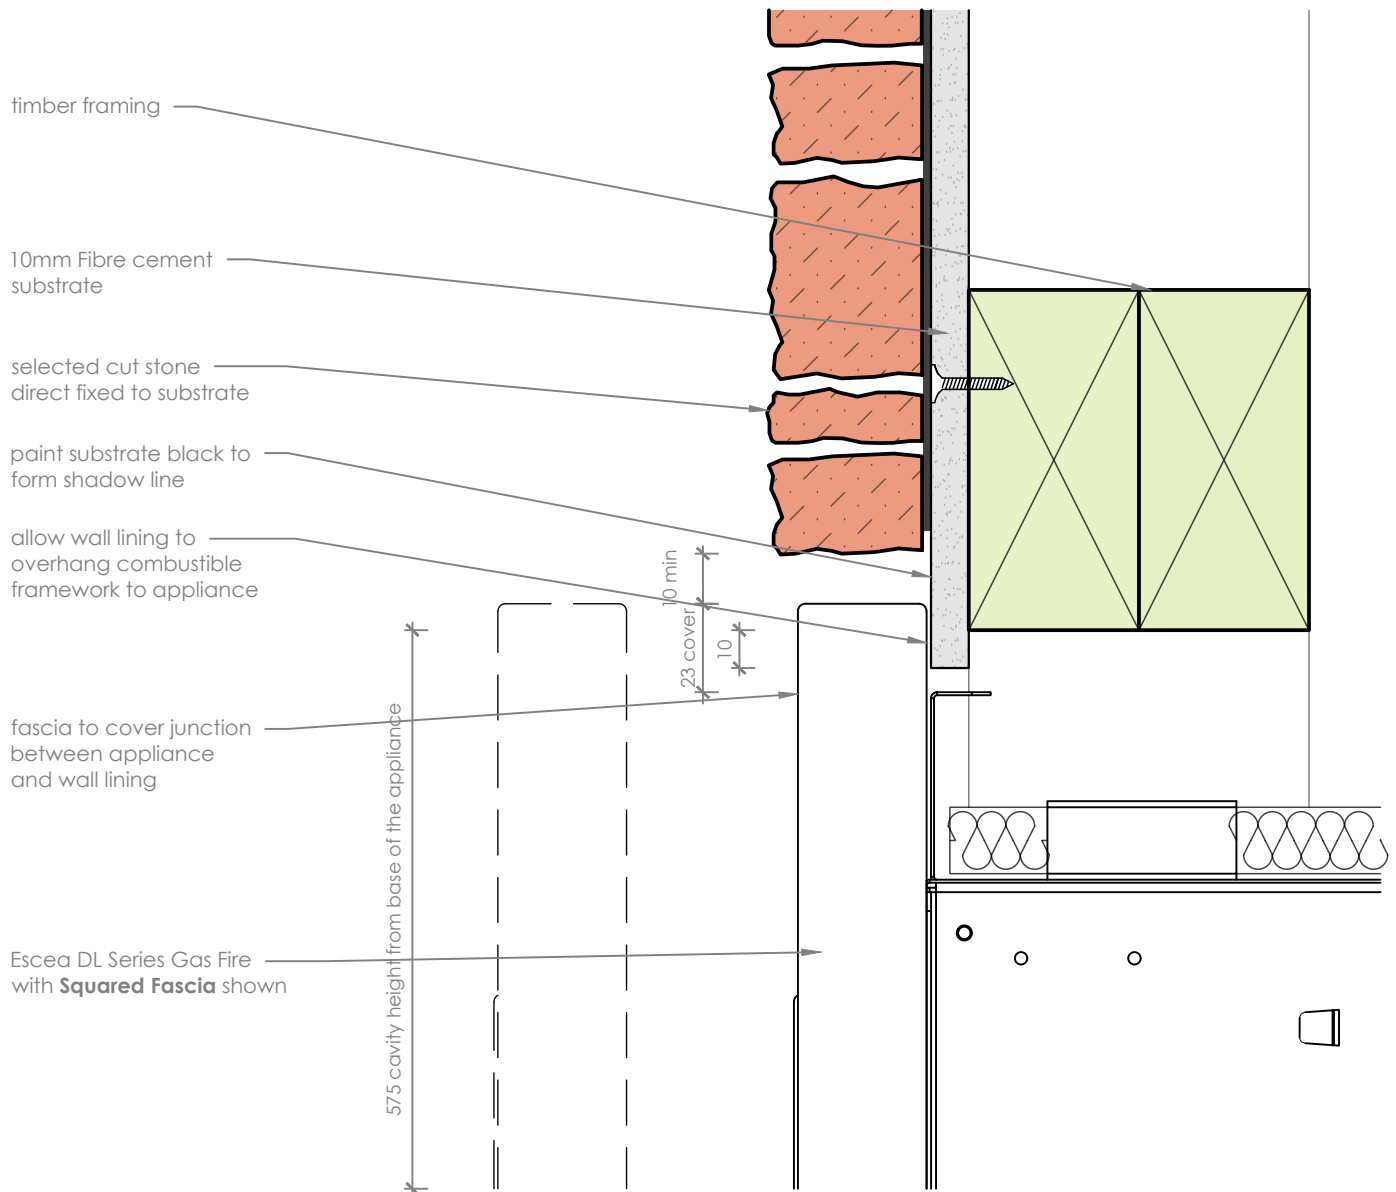 timber framing
10mm Fibre cement
substrate
selected cut stone
direct fixed to substrate
paint substrate black to
form shadow line
allow wall lining to
overhang combustible
framework to appliance
10 min
23 cover
10
fascia to cover junction
between appliance
and wall lining
575 cavity height from base of the appliance
Escea DL Series Gas Fire
with Squared Fascia shown